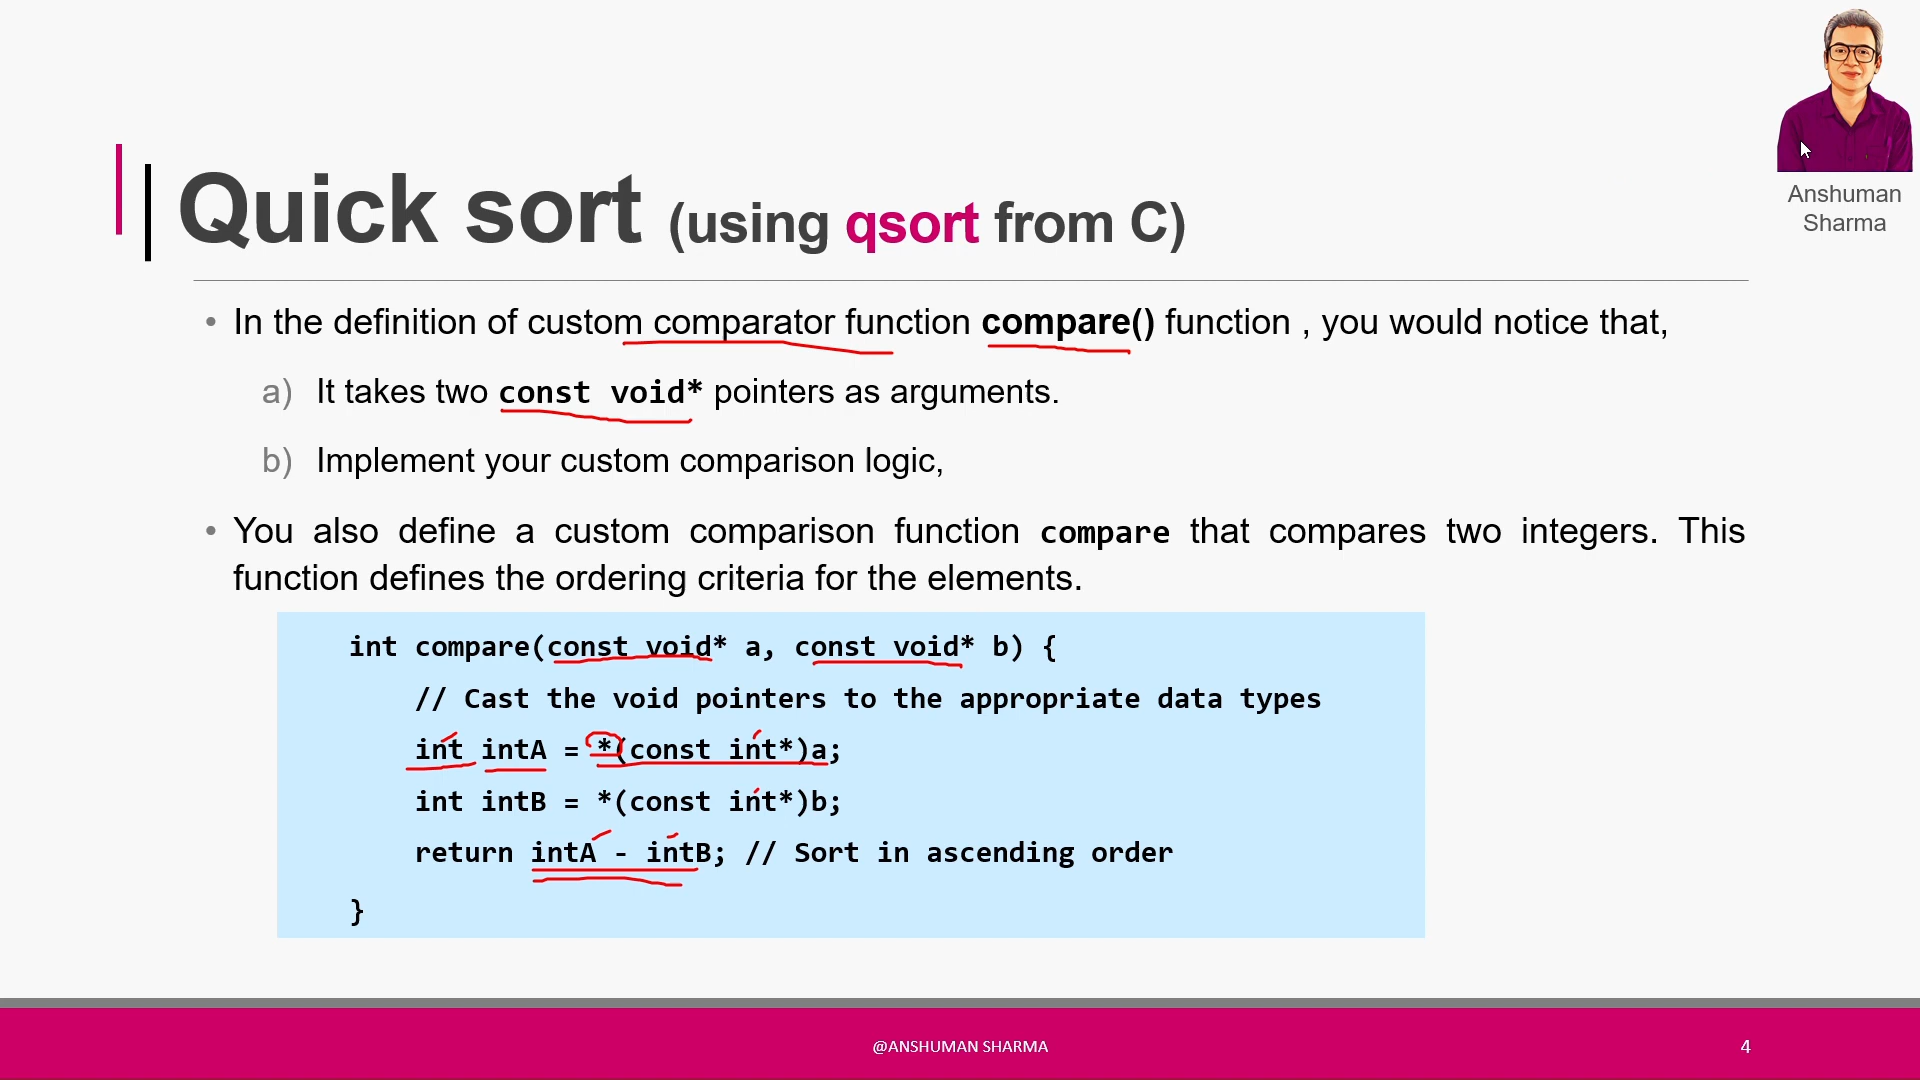 Anshuman
Sharma
Quick sort (using qsort from C)
• In the definition of custom comparator function compare() function , you would notice that,
a) It takes two const void* pointers as arguments.
b) Implement your custom comparison logic,
• You also define a custom comparison function compare that compares two integers. This
function defines the ordering criteria for the elements.
int compare(const void* a, const void* b) {
// Cast the void pointers to the appropriate data types
int intA = *(const int*)a;
int intB = *(const int*)b;
return intA - intB; // Sort in ascending order
}
@ANSHUMAN SHARMA
4